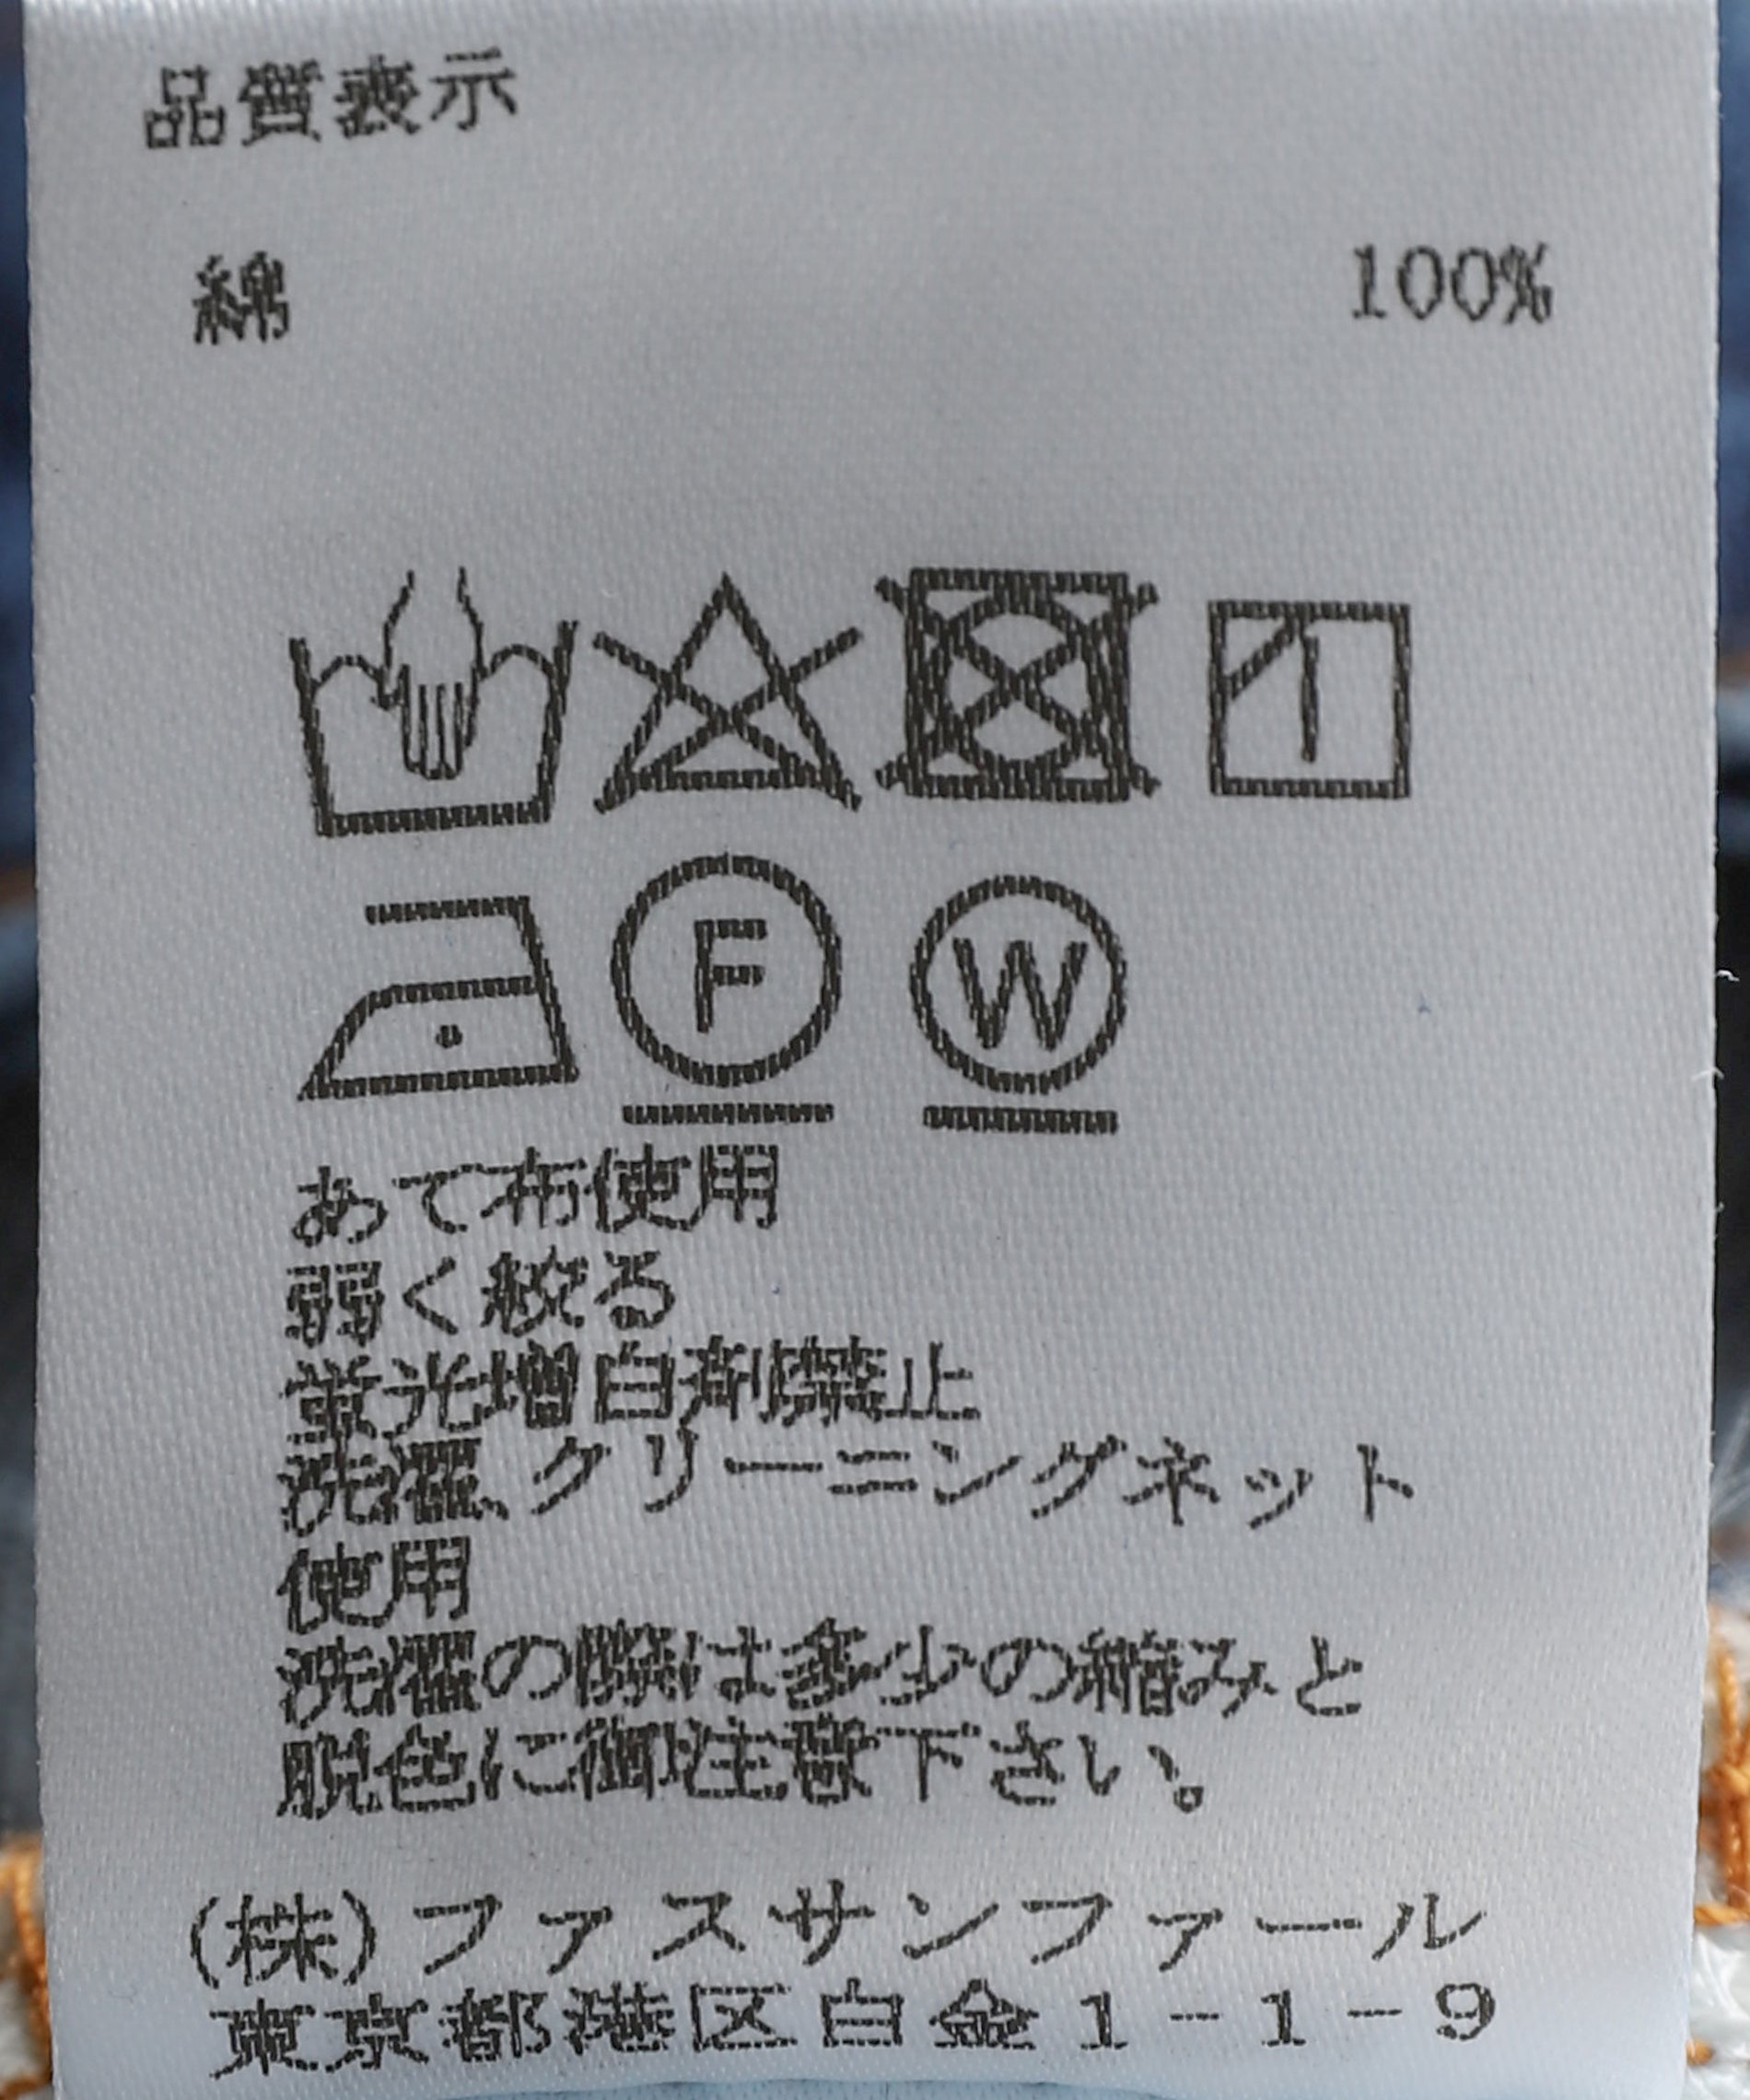 品質表示
綿 100%
F W
あて布使用
弱く絞る
蛍光増白剤禁止
洗濯、クリーニングネット
使用
洗濯の際は多少の縮みと
脱色に御注意下さい。
(株)ファスサンファール
東京都港区白金1-1-9